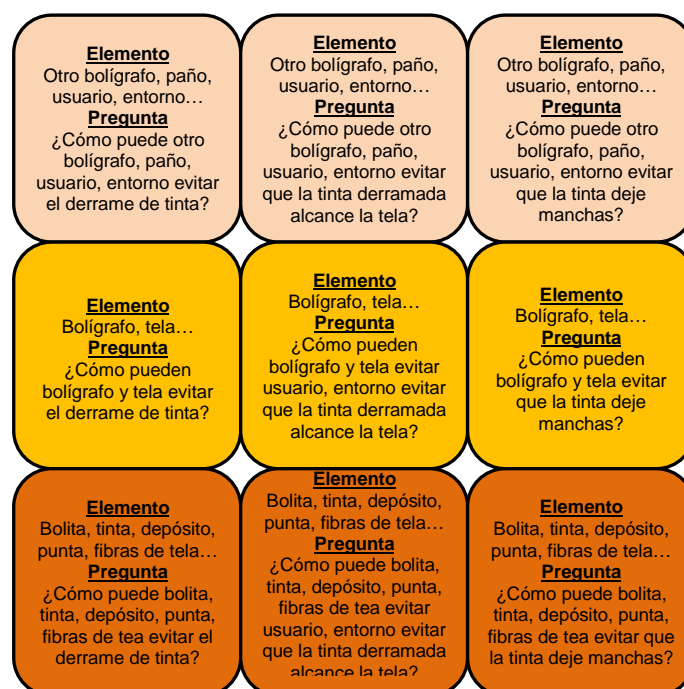 Elemento
Otro bolígrafo, paño,
usuario, entorno…
Pregunta
¿Cómo puede otro
bolígrafo, paño,
usuario, entorno evitar
el derrame de tinta?
Elemento
Otro bolígrafo, paño,
usuario, entorno…
Pregunta
¿Cómo puede otro
bolígrafo, paño,
usuario, entorno evitar
que la tinta derramada
alcance la tela?
Elemento
Otro bolígrafo, paño,
usuario, entorno…
Pregunta
¿Cómo puede otro
bolígrafo, paño,
usuario, entorno evitar
que la tinta deje
manchas?
Elemento
Bolígrafo, tela…
Pregunta
¿Cómo pueden
bolígrafo y tela evitar
el derrame de tinta?
Elemento
Bolígrafo, tela…
Pregunta
¿Cómo pueden
bolígrafo y tela evitar
usuario, entorno evitar
que la tinta derramada
alcance la tela?
Elemento
Bolígrafo, tela…
Pregunta
¿Cómo pueden
bolígrafo y tela evitar
que la tinta deje
manchas?
Elemento
Bolita, tinta, depósito,
punta, fibras de tela…
Pregunta
¿Cómo puede bolita,
tinta, depósito, punta,
fibras de tea evitar el
derrame de tinta?
Elemento
Bolita, tinta, depósito,
punta, fibras de tela…
Pregunta
¿Cómo puede bolita,
tinta, depósito, punta,
fibras de tea evitar
usuario, entorno evitar
que la tinta derramada
alcance la tela?
Elemento
Bolita, tinta, depósito,
punta, fibras de tela…
Pregunta
¿Cómo puede bolita,
tinta, depósito, punta,
fibras de tea evitar que
la tinta deje manchas?